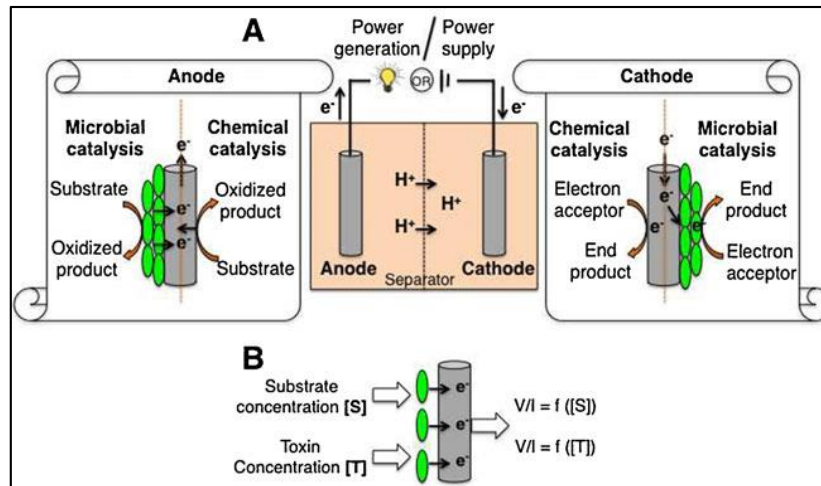 A
Power
generation
/
Power
supply
Anode
Cathode
OR
e-
e-
Microbial
catalysis
Chemical
catalysis
e-
Substrate
Oxidized
product
e-
e-
Oxidized
product
Substrate
H+
H+
H+
Anode
Cathode
Separator
Chemical
catalysis
Microbial
catalysis
e-
Electron
acceptor
End
product
e-
e-
e-
End
product
Electron
acceptor
B
Substrate
concentration [S]
Toxin
Concentration [T]
e-
e-
e-
V/I = f ([S])
V/I = f ([T])